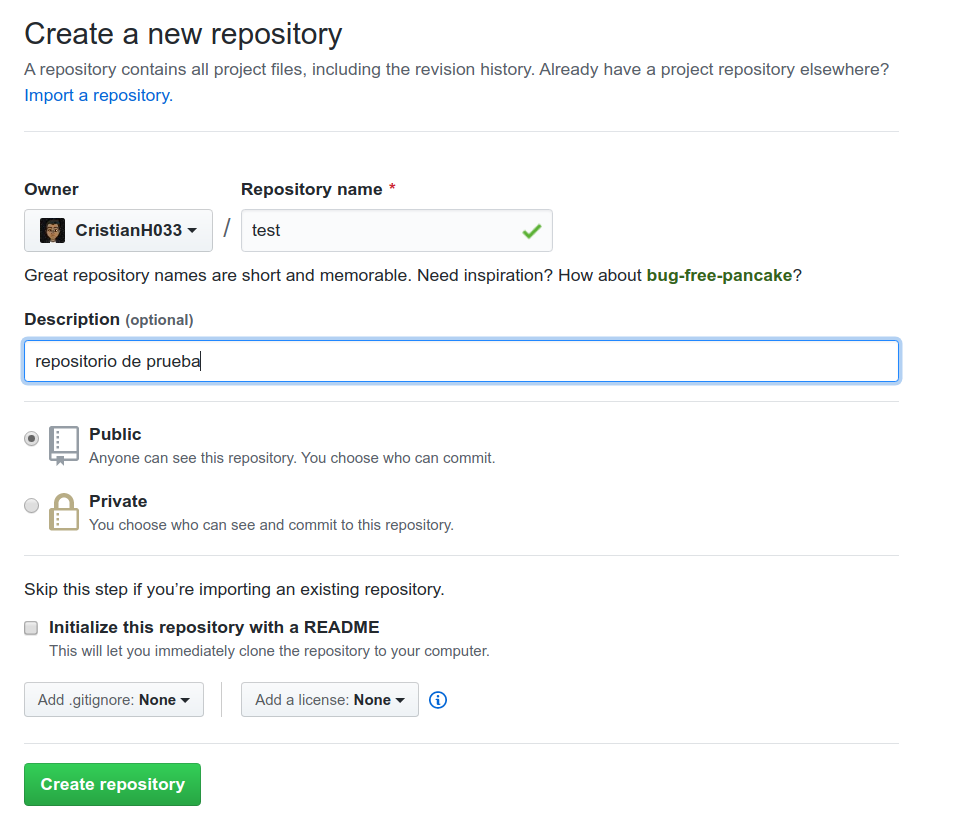 Create a new repository
A repository contains all project files, including the revision history. Already have a project repository elsewhere?
Import a repository.
Owner
Repository name *
CristianH033
/
test
Great repository names are short and memorable. Need inspiration? How about bug-free-pancake?
Description (optional)
repositorio de prueba
Public
Anyone can see this repository. You choose who can commit.
Private
You choose who can see and commit to this repository.
Skip this step if you’re importing an existing repository.
Initialize this repository with a README
This will let you immediately clone the repository to your computer.
Add .gitignore: None
Add a license: None
Create repository